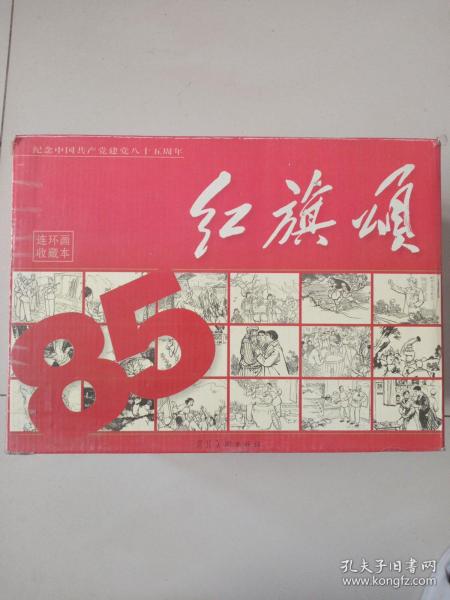 纪念中国共产党建党八十五周年
红旗颂
连环画
收藏本
85
孔夫子旧书网
www.kongfz.com